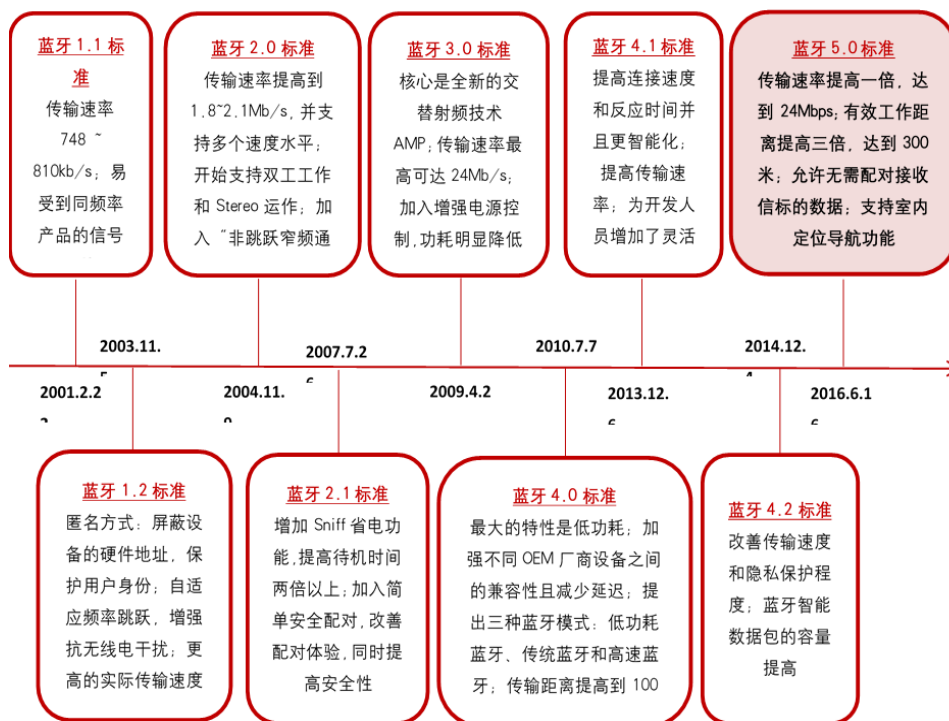 蓝牙 1.1 标
准
传输速率
748 ~
810kb/s；易
受到同频率
产品的信号
蓝牙 2.0 标准
传输速率提高到
1.8~2.1Mb/s，并支
持多个速度水平；
开始支持双工工作
和 Stereo 运作；加
入“非跳跃窄频通
蓝牙 3.0 标准
核心是全新的交
替射频技术
AMP；传输速率最
高可达 24Mb/s；
加入增强电源控
制，功耗明显降低
蓝牙 4.1 标准
提高连接速度
和反应时间并
且更智能化；
提高传输速
率；为开发人
员增加了灵活
蓝牙 5.0 标准
传输速率提高一倍，达
到 24Mbps；有效工作距
离提高三倍，达到 300
米；允许无需配对接收
信标的数据；支持室内
定位导航功能
2003.11.
2007.7.2
2010.7.7
2014.12.
2001.2.2
2004.11.
2009.4.2
2013.12.
2016.6.1
蓝牙 1.2 标准
匿名方式：屏蔽设
备的硬件地址，保
护用户身份；自适
应频率跳跃，增强
抗无线电干扰；更
高的实际传输速度
蓝牙 2.1 标准
增加 Sniff 省电功
能，提高待机时间
两倍以上；加入简
单安全配对，改善
配对体验，同时提
高安全性
蓝牙 4.0 标准
最大的特性是低功耗；加
强不同 OEM 厂商设备之间
的兼容性且减少延迟；提
出三种蓝牙模式：低功耗
蓝牙、传统蓝牙和高速蓝
牙；传输距离提高到 100
蓝牙 4.2 标准
改善传输速度
和隐私保护程
度；蓝牙智能
数据包的容量
提高